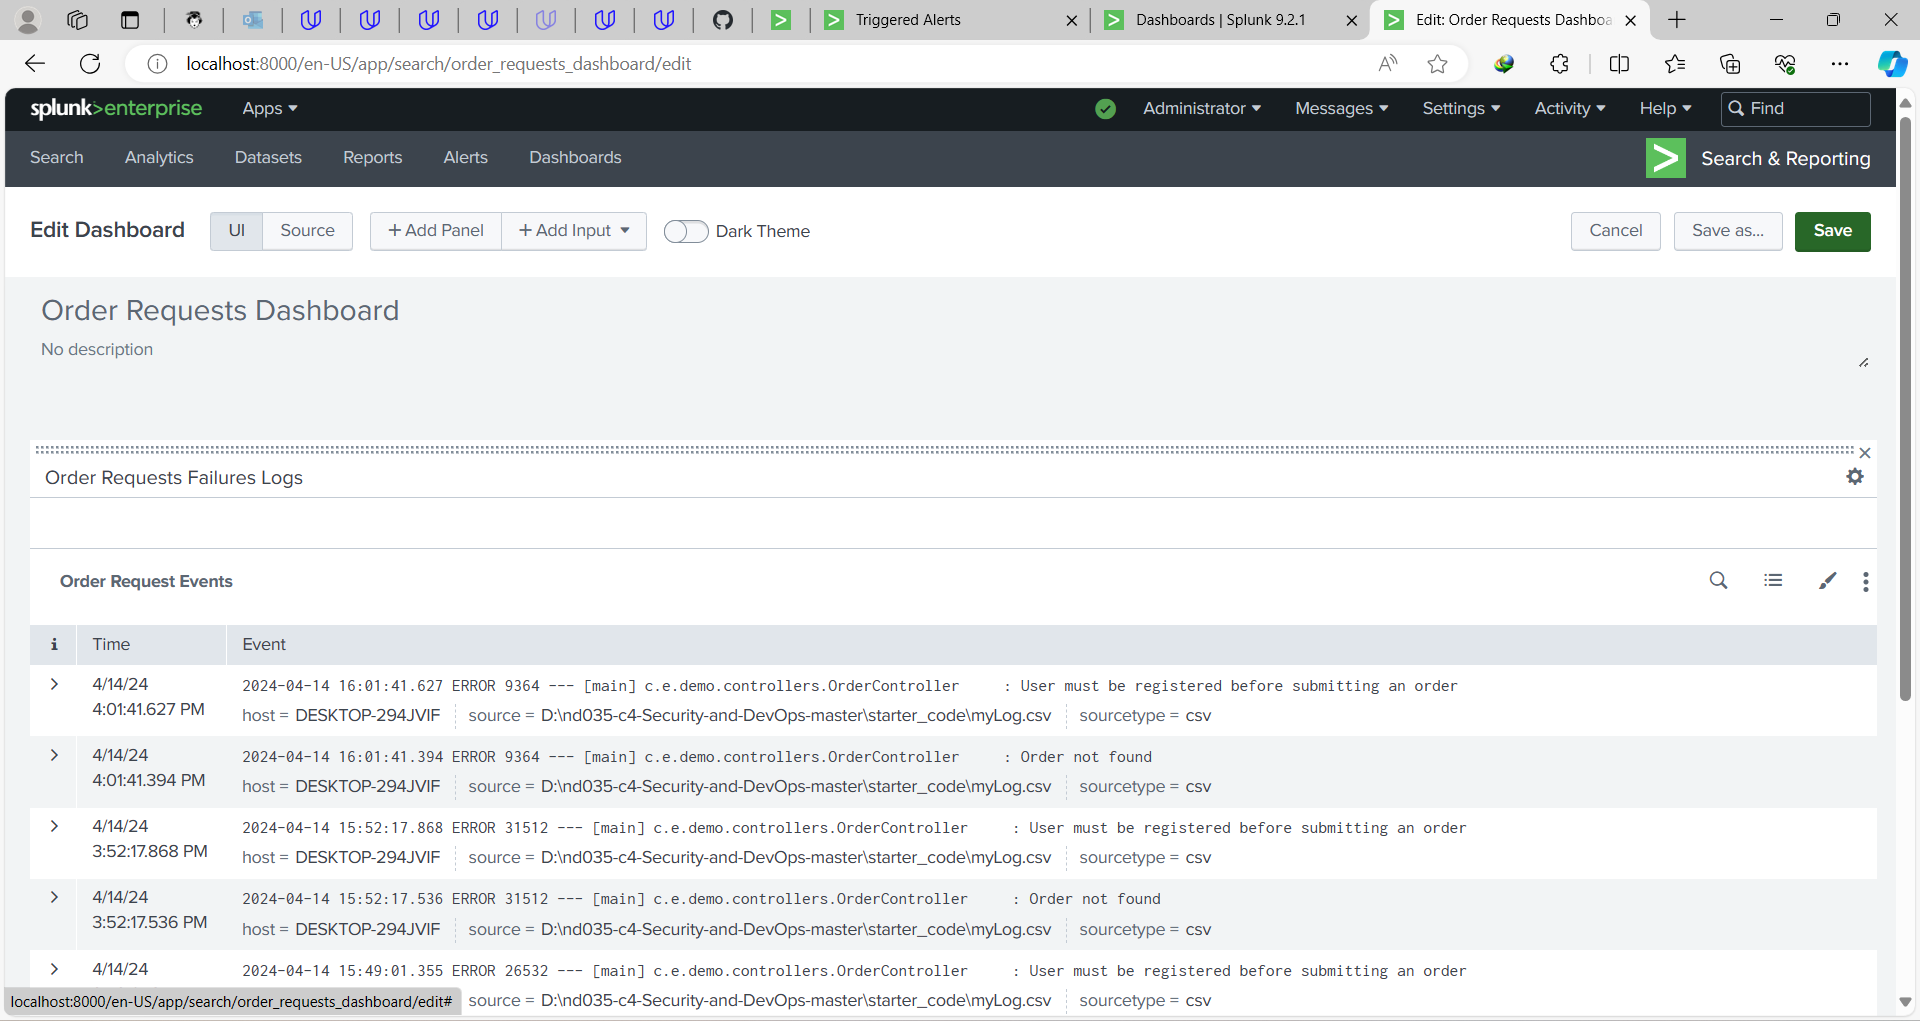 Triggered Alerts
Dashboards | Splunk 9.2.1
Edit: Order Requests Dashboa
localhost:8000/en-US/app/search/order_requests_dashboard/edit
splunk>enterprise Apps Administrator Messages Settings Activity Help Find
Search Analytics Datasets Reports Alerts Dashboards Search & Reporting
Edit Dashboard UI Source + Add Panel + Add Input Dark Theme Cancel Save as... Save
Order Requests Dashboard
No description
Order Requests Failures Logs
Order Request Events
i Time Event
4/14/24 2024-04-14 16:01:41.627 ERROR 9364 --- [main] c.e.demo.controllers.OrderController : User must be registered before submitting an order
4:01:41.627 PM host = DESKTOP-294JVIF source = D:\nd035-c4-Security-and-DevOps-master\starter_code\myLog.csv sourcetype = csv
4/14/24 2024-04-14 16:01:41.394 ERROR 9364 --- [main] c.e.demo.controllers.OrderController : Order not found
4:01:41.394 PM host = DESKTOP-294JVIF source = D:\nd035-c4-Security-and-DevOps-master\starter_code\myLog.csv sourcetype = csv
4/14/24 2024-04-14 15:52:17.868 ERROR 31512 --- [main] c.e.demo.controllers.OrderController : User must be registered before submitting an order
3:52:17.868 PM host = DESKTOP-294JVIF source = D:\nd035-c4-Security-and-DevOps-master\starter_code\myLog.csv sourcetype = csv
4/14/24 2024-04-14 15:52:17.536 ERROR 31512 --- [main] c.e.demo.controllers.OrderController : Order not found
3:52:17.536 PM host = DESKTOP-294JVIF source = D:\nd035-c4-Security-and-DevOps-master\starter_code\myLog.csv sourcetype = csv
4/14/24 2024-04-14 15:49:01.355 ERROR 26532 --- [main] c.e.demo.controllers.OrderController : User must be registered before submitting an order
localhost:8000/en-US/app/search/order_requests_dashboard/edit# source = D:\nd035-c4-Security-and-DevOps-master\starter_code\myLog.csv sourcetype = csv